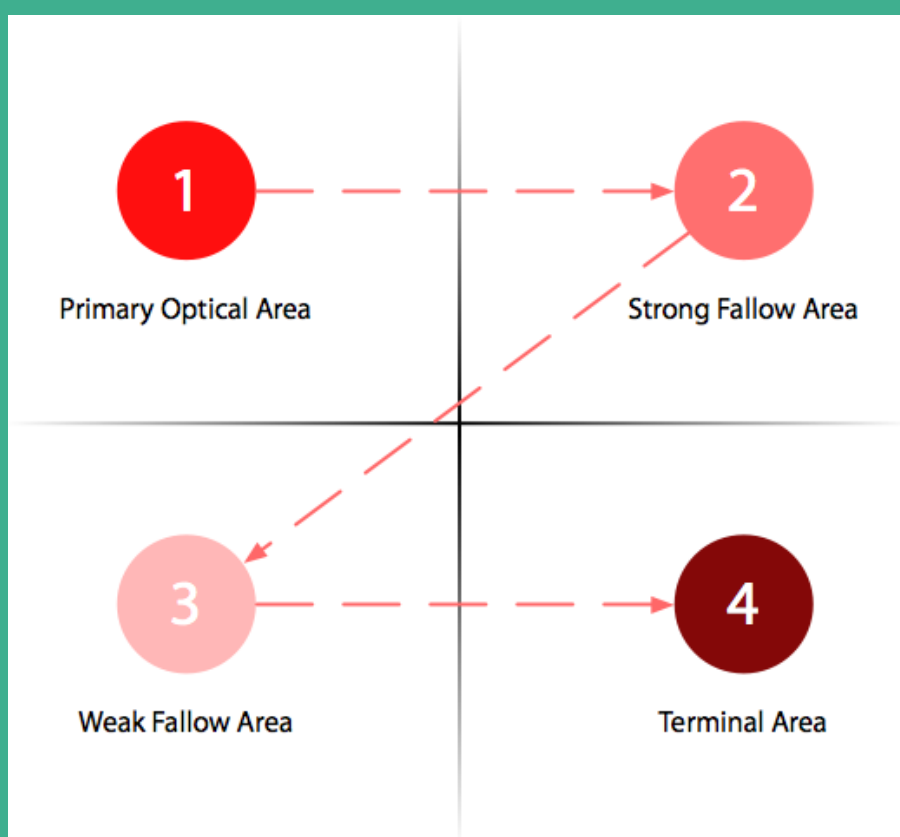 1
2
Primary Optical Area
Strong Fallow Area
3
4
Weak Fallow Area
Terminal Area